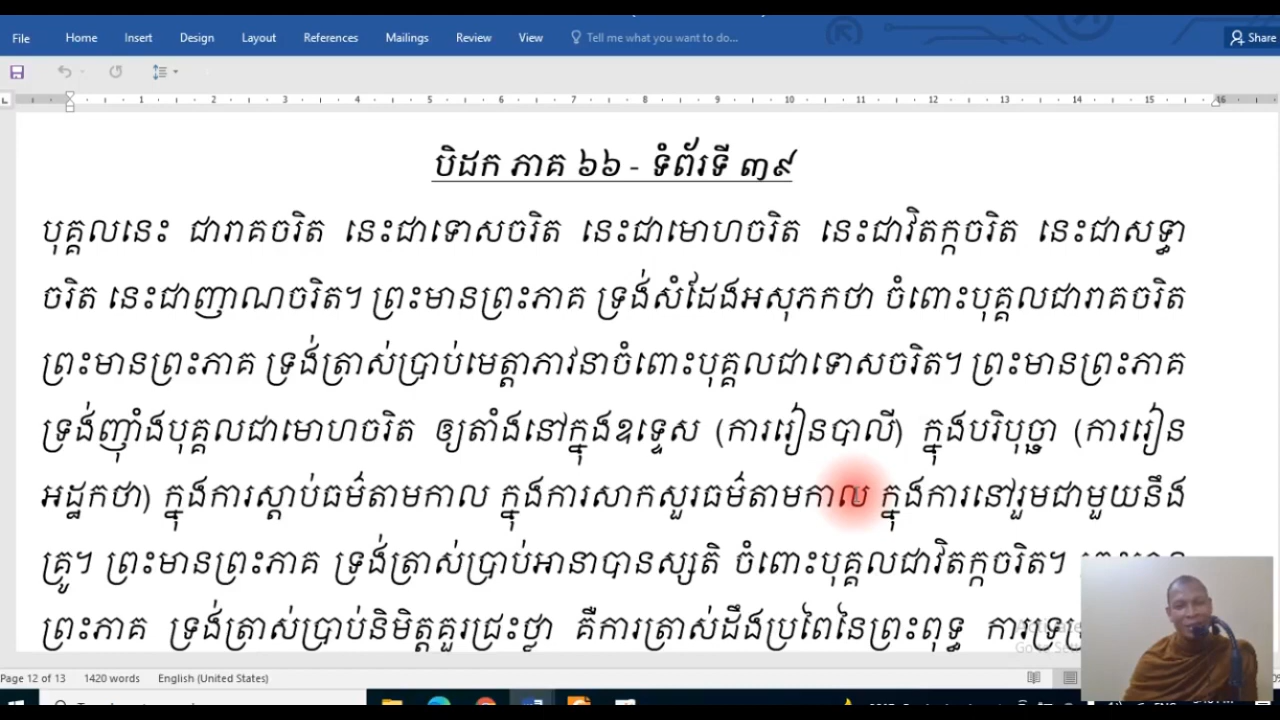 File Home Insert Design Layout References Mailings Review View Tell me what you want to do... Share
1 2 3 4 5 6 7 8 9 10 11 12 13 14 15 16
បិដក ភាគ ៦៦ - ទំព័រទី ៣៩
បុគ្គលនេះ ជារាគចរិត នេះជាទោសចរិត នេះជាមោហចរិត នេះជាវិតក្កចរិត នេះជាសទ្ធា
ចរិត នេះជាញាណចរិត។ ព្រះមានព្រះភាគ ទ្រង់សំដែងអសុភកថា ចំពោះបុគ្គលជារាគចរិត
ព្រះមានព្រះភាគ ទ្រង់ត្រាស់ប្រាប់មេត្តាភាវនាចំពោះបុគ្គលជាទោសចរិត។ ព្រះមានព្រះភាគ
ទ្រង់ញ៉ាំងបុគ្គលជាមោហចរិត ឲ្យតាំងនៅក្នុងឧទ្ទេស (ការរៀនបាលី) ក្នុងបរិបុច្ឆា (ការរៀន
អដ្ឋកថា) ក្នុងការស្តាប់ធម៌តាមកាល ក្នុងការសាកសួរធម៌តាមកាល ក្នុងការនៅរួមជាមួយនឹង
គ្រូ។ ព្រះមានព្រះភាគ ទ្រង់ត្រាស់ប្រាប់អានាបានស្សតិ ចំពោះបុគ្គលជាវិតក្កចរិត។
ព្រះភាគ ទ្រង់ត្រាស់ប្រាប់និមិត្តគួរជ្រះថ្លា គឺការត្រាស់ដឹងប្រពៃនៃព្រះពុទ្ធ
Page 12 of 13 1420 words English (United States)